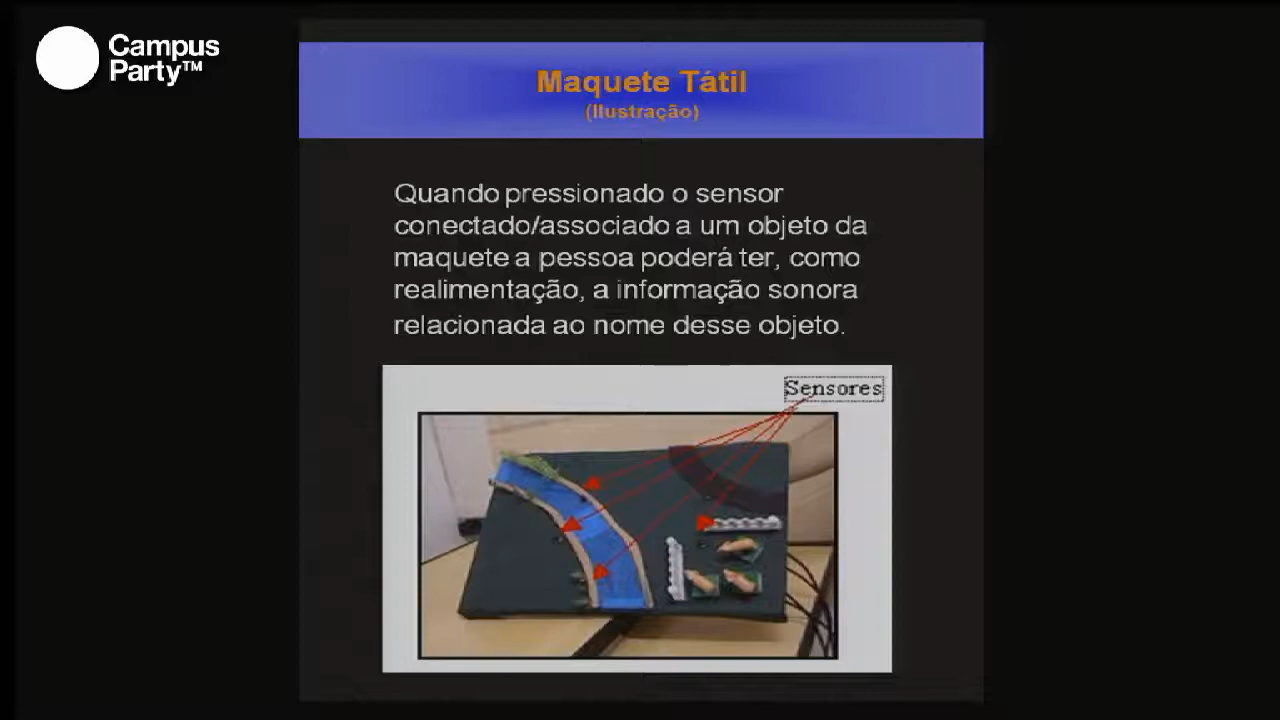 Campus
Party™
Maquete Tátil
(Ilustração)
Quando pressionado o sensor
conectado/associado a um objeto da
maquete a pessoa poderá ter, como
realimentação, a informação sonora
relacionada ao nome desse objeto.
Sensores